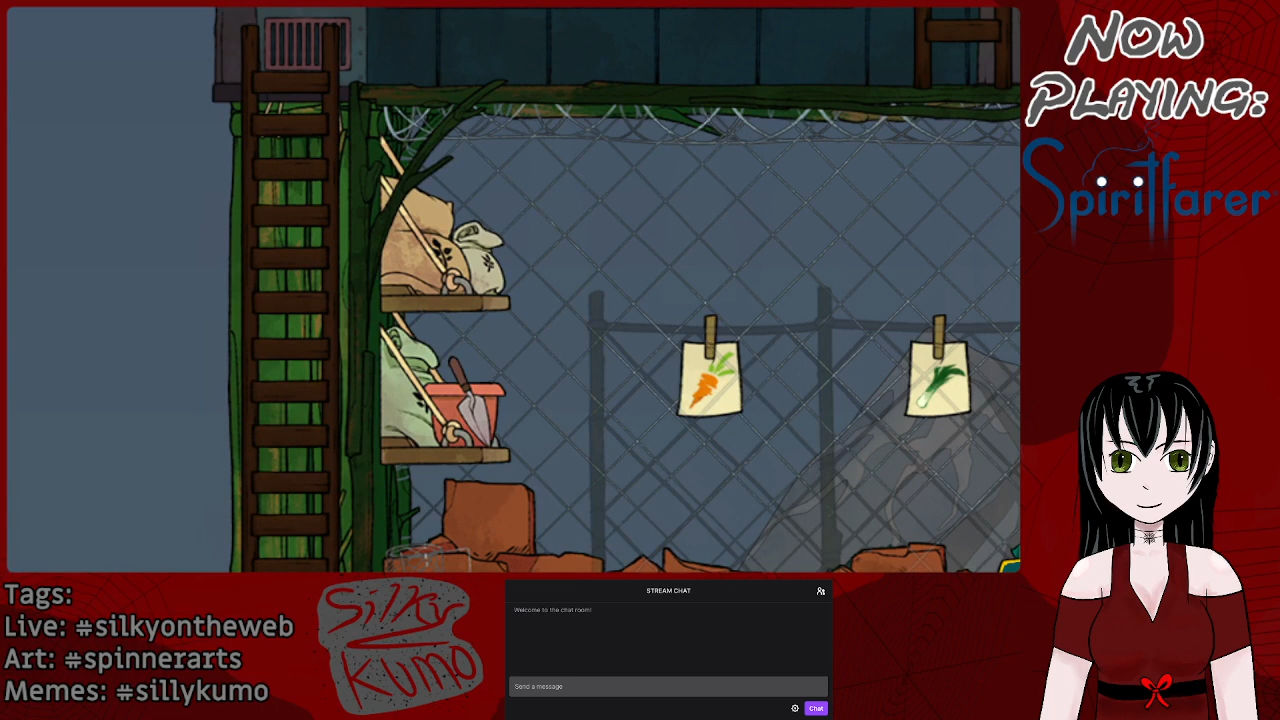 Now
Playing:
Spiritfarer
Tags:
Live: #silkyontheweb
Art: #spinnerarts
Memes: #sillykumo
Silky
Kumo
STREAM CHAT
Welcome to the chat room!
Send a message
Chat